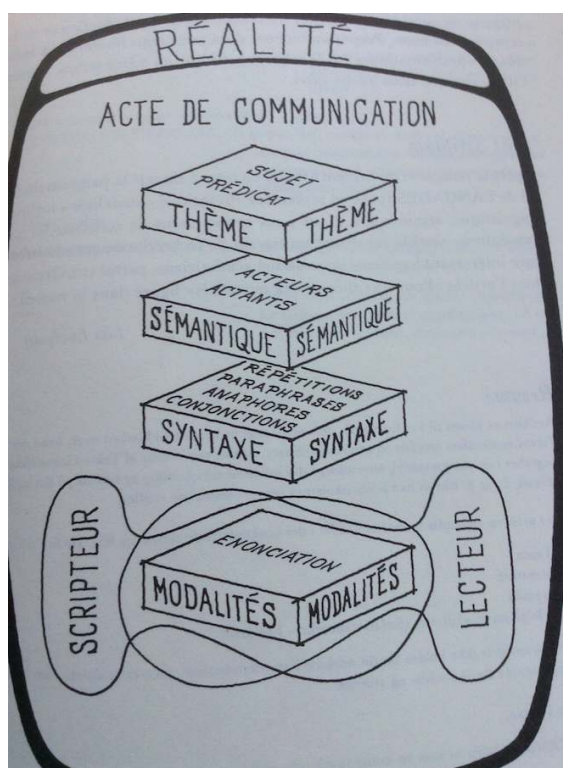 RÉALITÉ
ACTE DE COMMUNICATION
SUJET-
PRÉDICAT
THÈME THÈME
ACTEURS
ACTANTS
SÉMANTIQUE SÉMANTIQUE
RÉPÉTITIONS
PARAPHRASES
ANAPHORES
CONJONCTIONS
SYNTAXE SYNTAXE
SCRIPTEUR
ENONCIATION
MODALITÉS MODALITÉS
LECTEUR